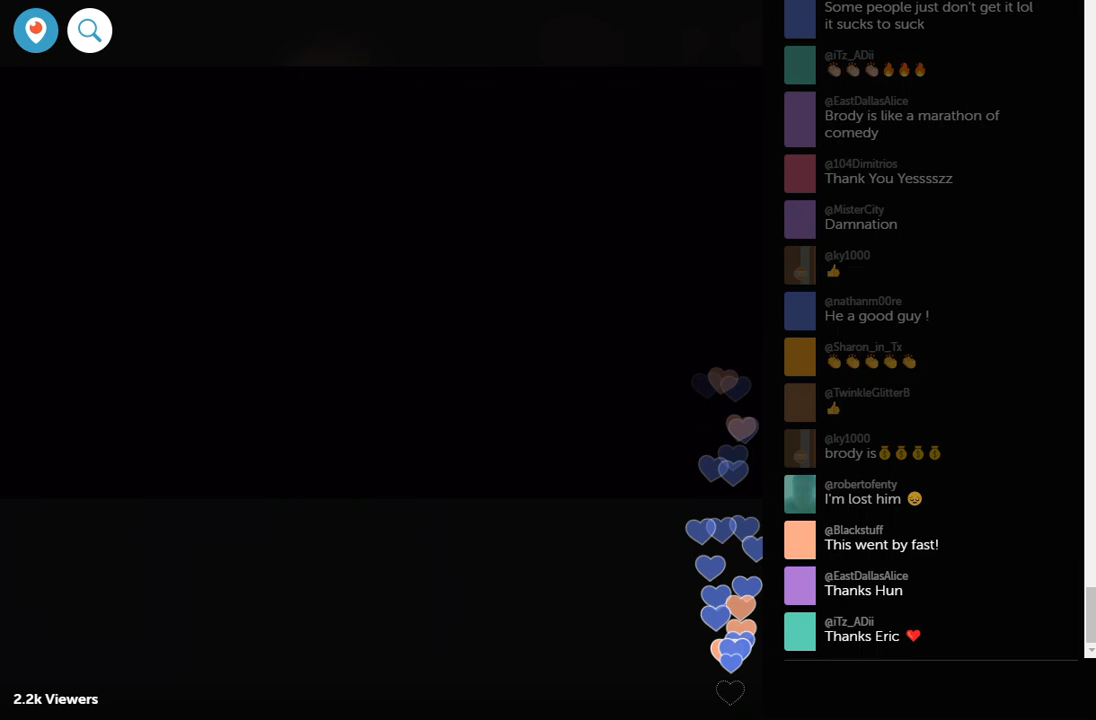 Some people just don't get it lol
it sucks to suck
@iTz_ADii
👏🏼👏🏼👏🏼🔥🔥🔥
@EastDallasAlice
Brody is like a marathon of
comedy
@104Dimitrios
Thank You Yesssszz
@MisterCity
Damnation
@ky1000
👍
@nathanm00re
He a good guy !
@Sharon_in_Tx
👏👏👏👏👏
@TwinkleGlitterB
👍
@ky1000
brody is💰💰💰💰
@robertofenty
I'm lost him 😞
@Blackstuff
This went by fast!
@EastDallasAlice
Thanks Hun
@iTz_ADii
Thanks Eric ❤️
2.2k Viewers